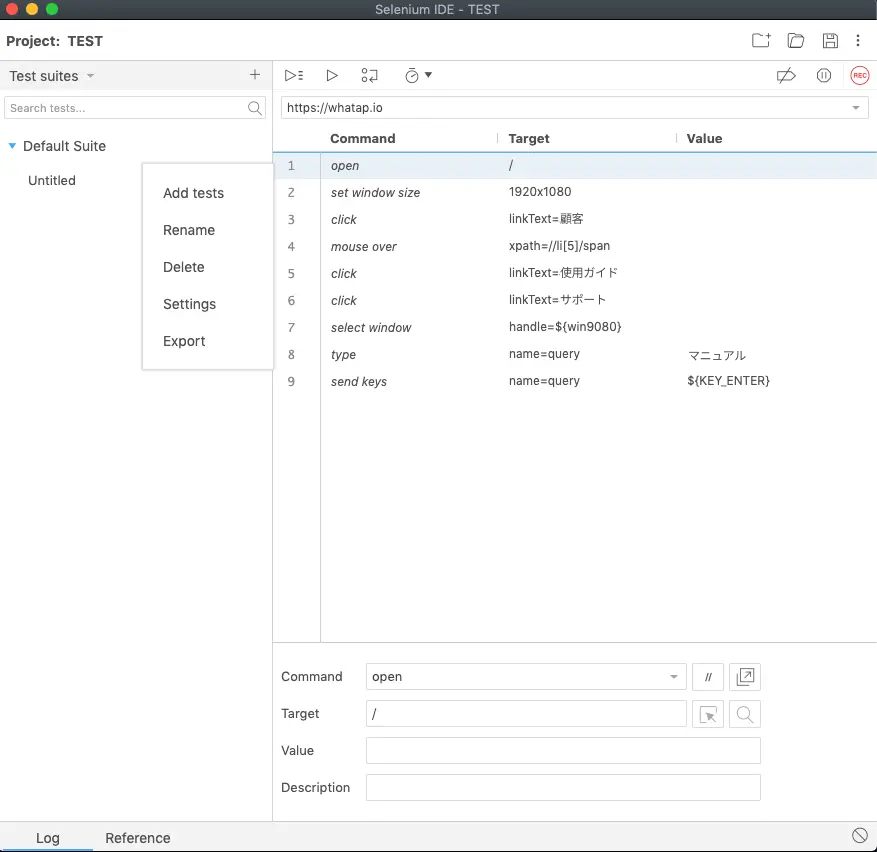 Selenium IDE - TEST
Project: TEST
Test suites
+
REC
Search tests...
https://whatap.io
Command Target Value
Default Suite
Untitled
Add tests
Rename
Delete
Settings
Export
1 open /
2 set window size 1920x1080
3 click linkText=顧客
4 mouse over xpath=//li[5]/span
5 click linkText=使用ガイド
6 click linkText=サポート
7 select window handle=${win9080}
8 type name=query マニュアル
9 send keys name=query ${KEY_ENTER}
Command open //
Target /
Value
Description
Log Reference